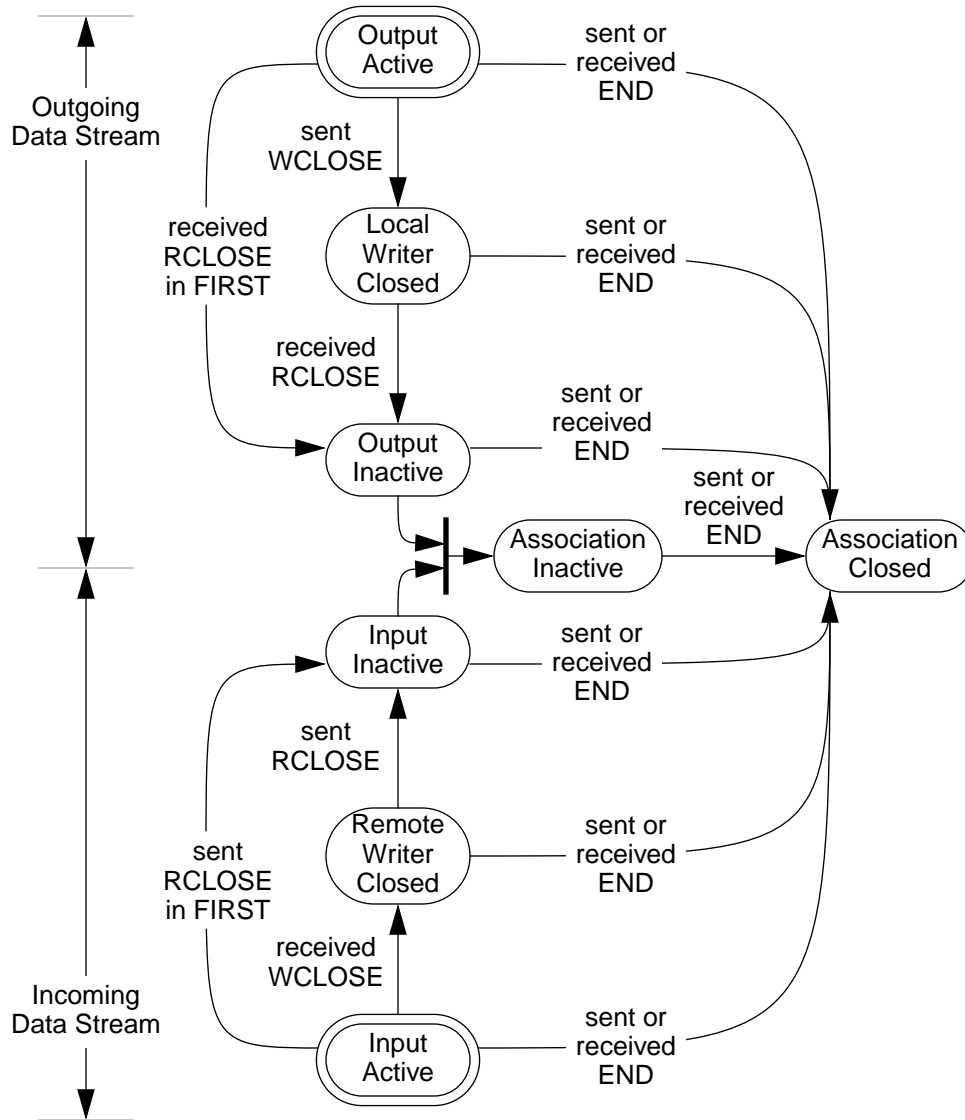 Output
Active
sent or
received
END
Outgoing
Data Stream
sent
WCLOSE
received
RCLOSE
in FIRST
Local
Writer
Closed
sent or
received
END
received
RCLOSE
Output
Inactive
sent or
received
END
sent or
received
END
Association
Inactive
Association
Closed
Input
Inactive
sent or
received
END
sent
RCLOSE
sent
RCLOSE
in FIRST
Remote
Writer
Closed
sent or
received
END
received
WCLOSE
Incoming
Data Stream
Input
Active
sent or
received
END